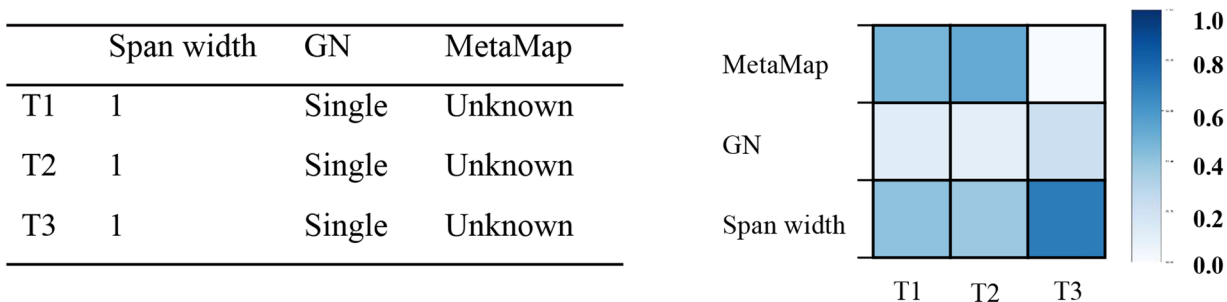 Span width GN MetaMap
T1 1 Single Unknown
T2 1 Single Unknown
T3 1 Single Unknown
MetaMap
GN
Span width
T1 T2 T3
1.0
0.8
0.6
0.4
0.2
0.0